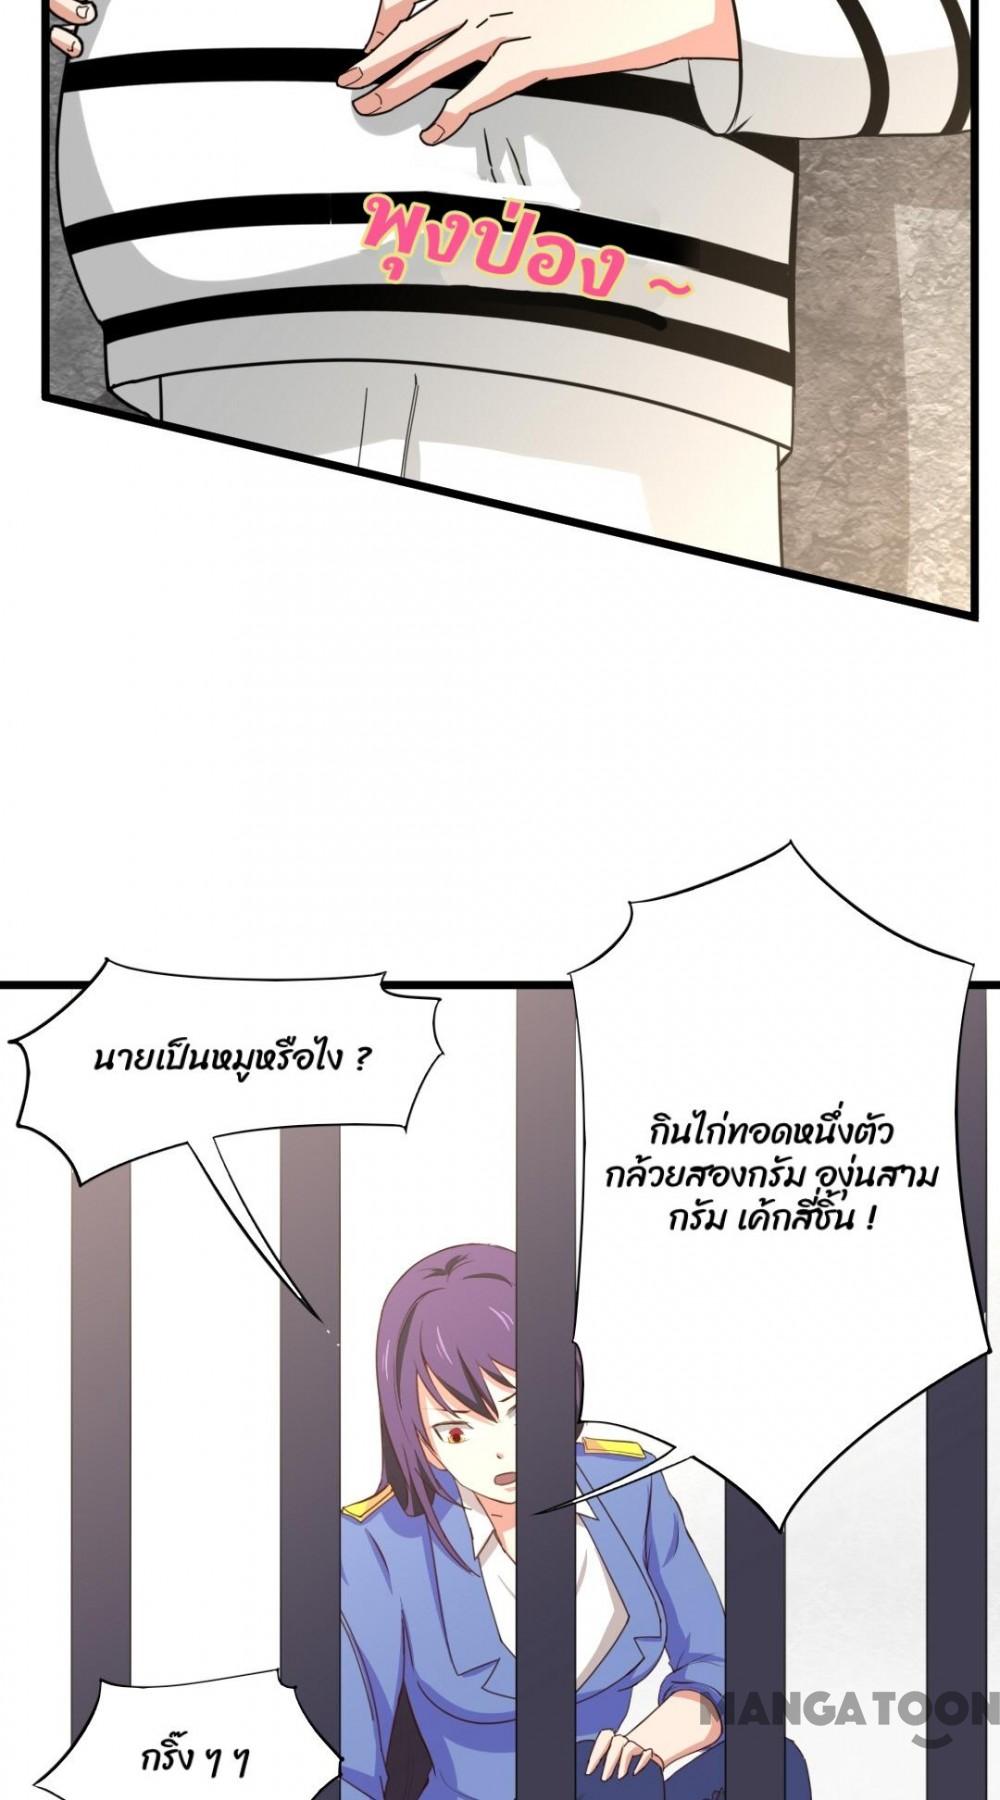 พุงป่อง ~
นายเป็นหมูหรือไง ?
กินไก่ทอดหนึ่งตัว
กล้วยสองกรัม องุ่นสาม
กรัม เค้กสี่ชิ้น !
MANGATOON
กริ๊ง ๆ ๆ